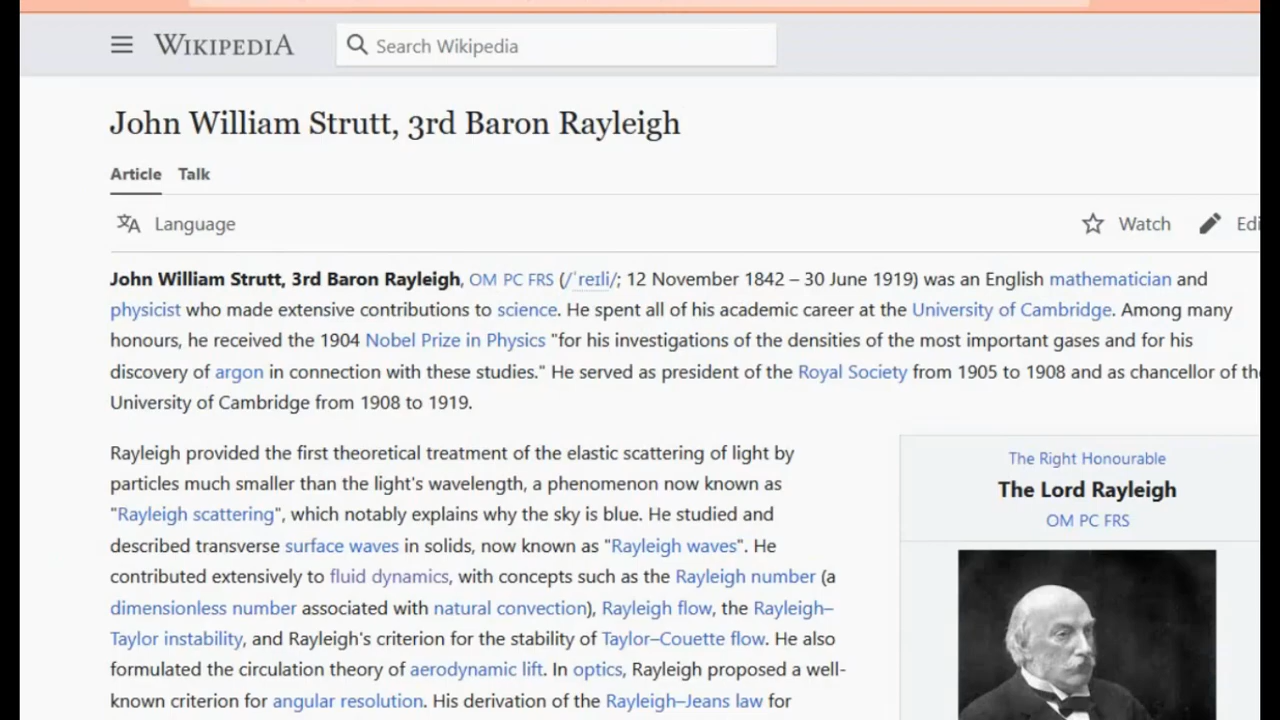 WIKIPEDIA
Search Wikipedia
John William Strutt, 3rd Baron Rayleigh
Article Talk
Language
Watch
John William Strutt, 3rd Baron Rayleigh, OM PC FRS (/ˈreɪli/; 12 November 1842 – 30 June 1919) was an English mathematician and
physicist who made extensive contributions to science. He spent all of his academic career at the University of Cambridge. Among many
honours, he received the 1904 Nobel Prize in Physics "for his investigations of the densities of the most important gases and for his
discovery of argon in connection with these studies." He served as president of the Royal Society from 1905 to 1908 and as chancellor of the
University of Cambridge from 1908 to 1919.
Rayleigh provided the first theoretical treatment of the elastic scattering of light by
particles much smaller than the light's wavelength, a phenomenon now known as
"Rayleigh scattering", which notably explains why the sky is blue. He studied and
described transverse surface waves in solids, now known as "Rayleigh waves". He
contributed extensively to fluid dynamics, with concepts such as the Rayleigh number (a
dimensionless number associated with natural convection), Rayleigh flow, the Rayleigh–
Taylor instability, and Rayleigh's criterion for the stability of Taylor–Couette flow. He also
formulated the circulation theory of aerodynamic lift. In optics, Rayleigh proposed a well-
known criterion for angular resolution. His derivation of the Rayleigh–Jeans law for
The Right Honourable
The Lord Rayleigh
OM PC FRS